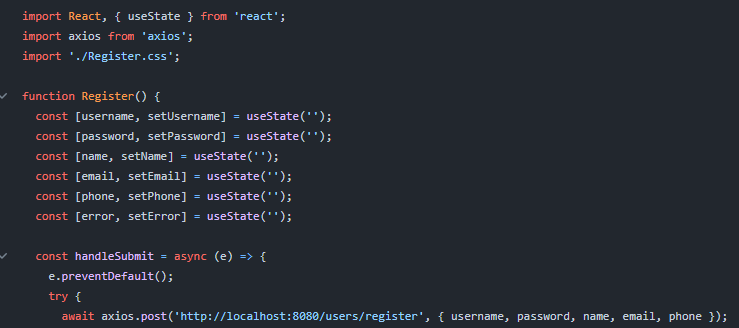 import React, { useState } from 'react';
import axios from 'axios';
import './Register.css';
function Register() {
const [username, setUsername] = useState('');
const [password, setPassword] = useState('');
const [name, setName] = useState('');
const [email, setEmail] = useState('');
const [phone, setPhone] = useState('');
const [error, setError] = useState('');
const handleSubmit = async (e) => {
e.preventDefault();
try {
await axios.post('http://localhost:8080/users/register', { username, password, name, email, phone });